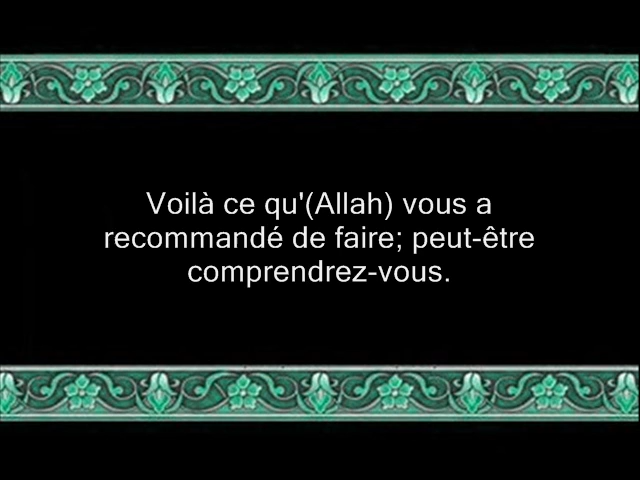 Voilà ce qu'(Allah) vous a
recommandé de faire; peut-être
comprendrez-vous.